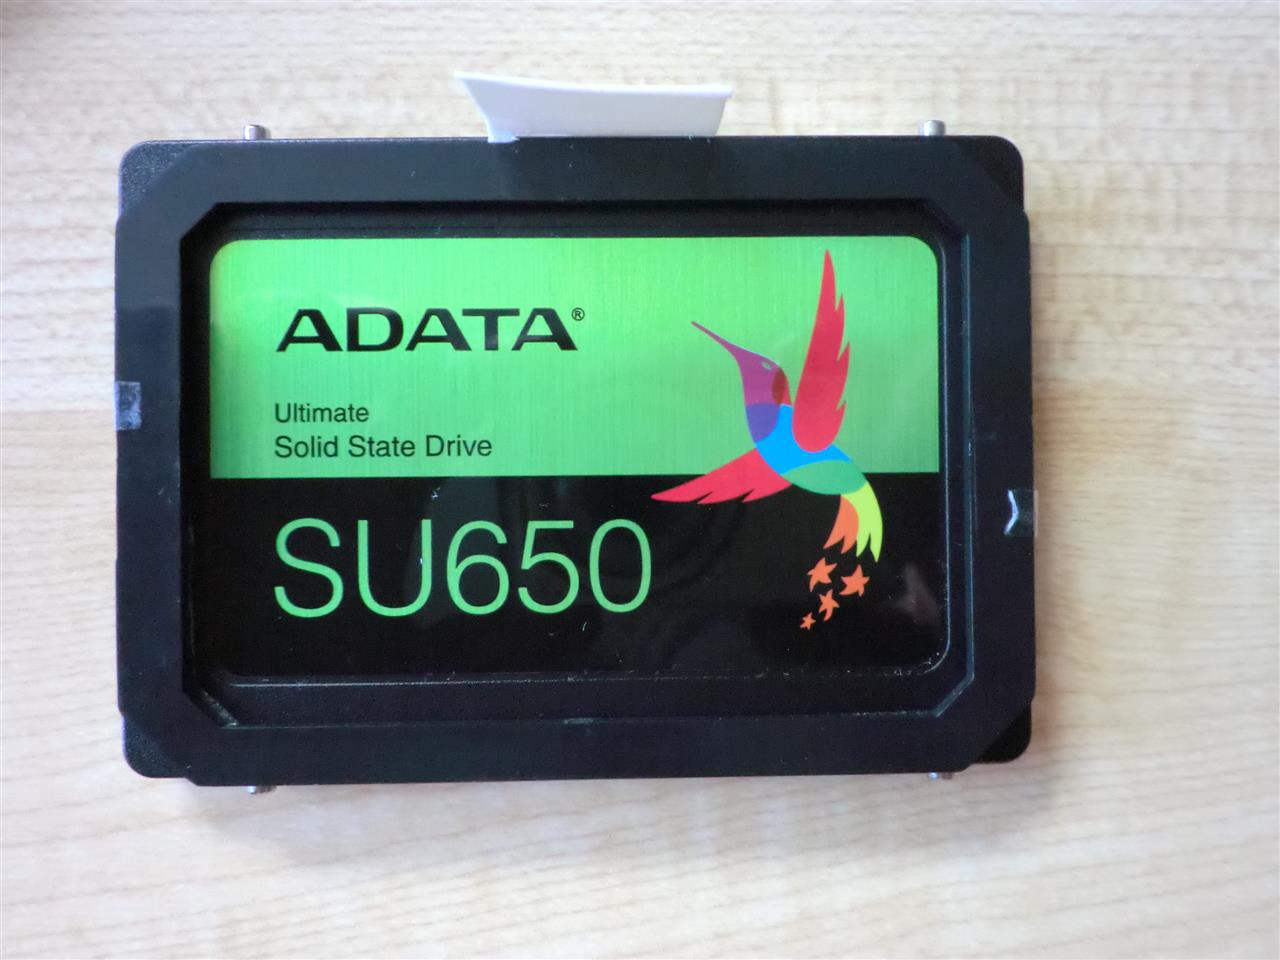 ADATA®
Ultimate
Solid State Drive
SU650